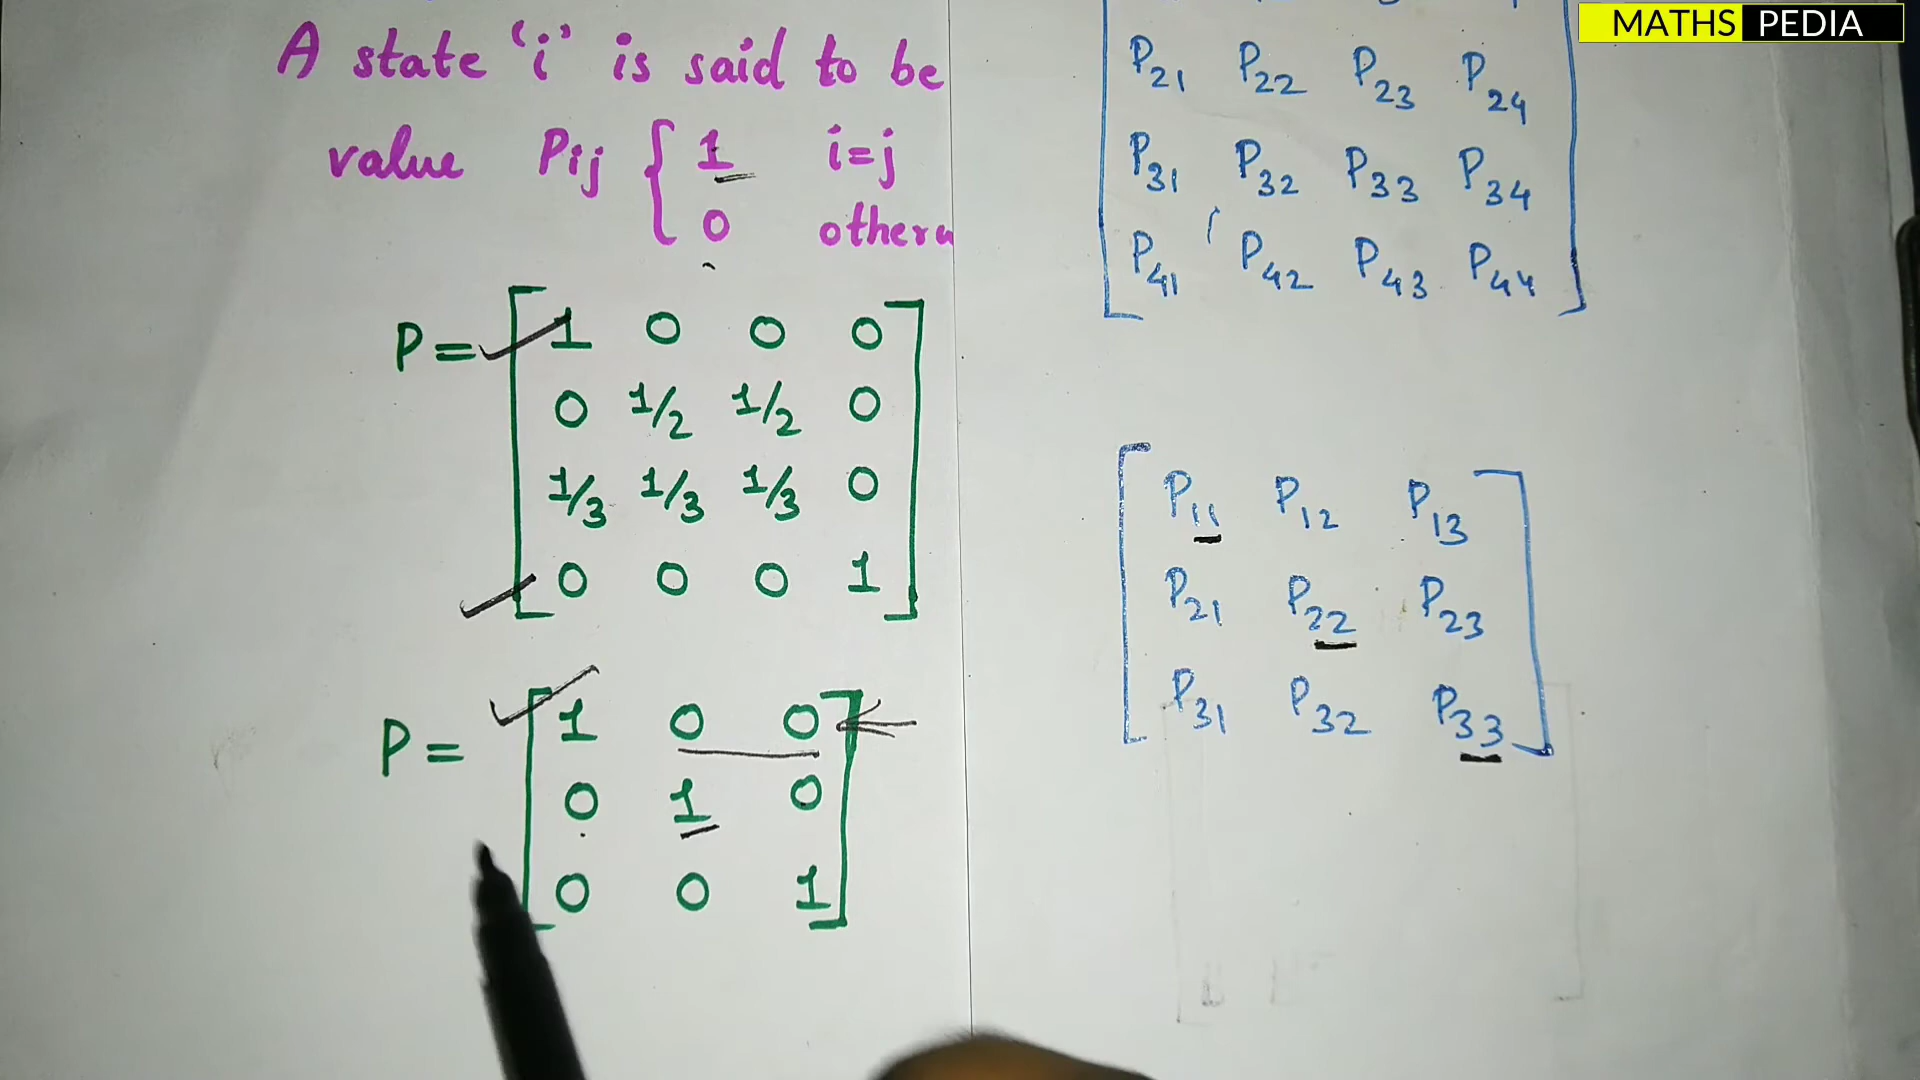 MATHS PEDIA
A state 'i' is said to be
value Pij { 1 i=j
0 otherw
P = [ 1 0 0 0 ]
0 1/2 1/2 0
1/3 1/3 1/3 0
0 0 0 1
P = [ 1 0 0 ]
0 1 0
0 0 1
P21 P22 P23 P24
P31 P32 P33 P34
P41 P42 P43 P44
P11 P12 P13
P21 P22 P23
P31 P32 P33